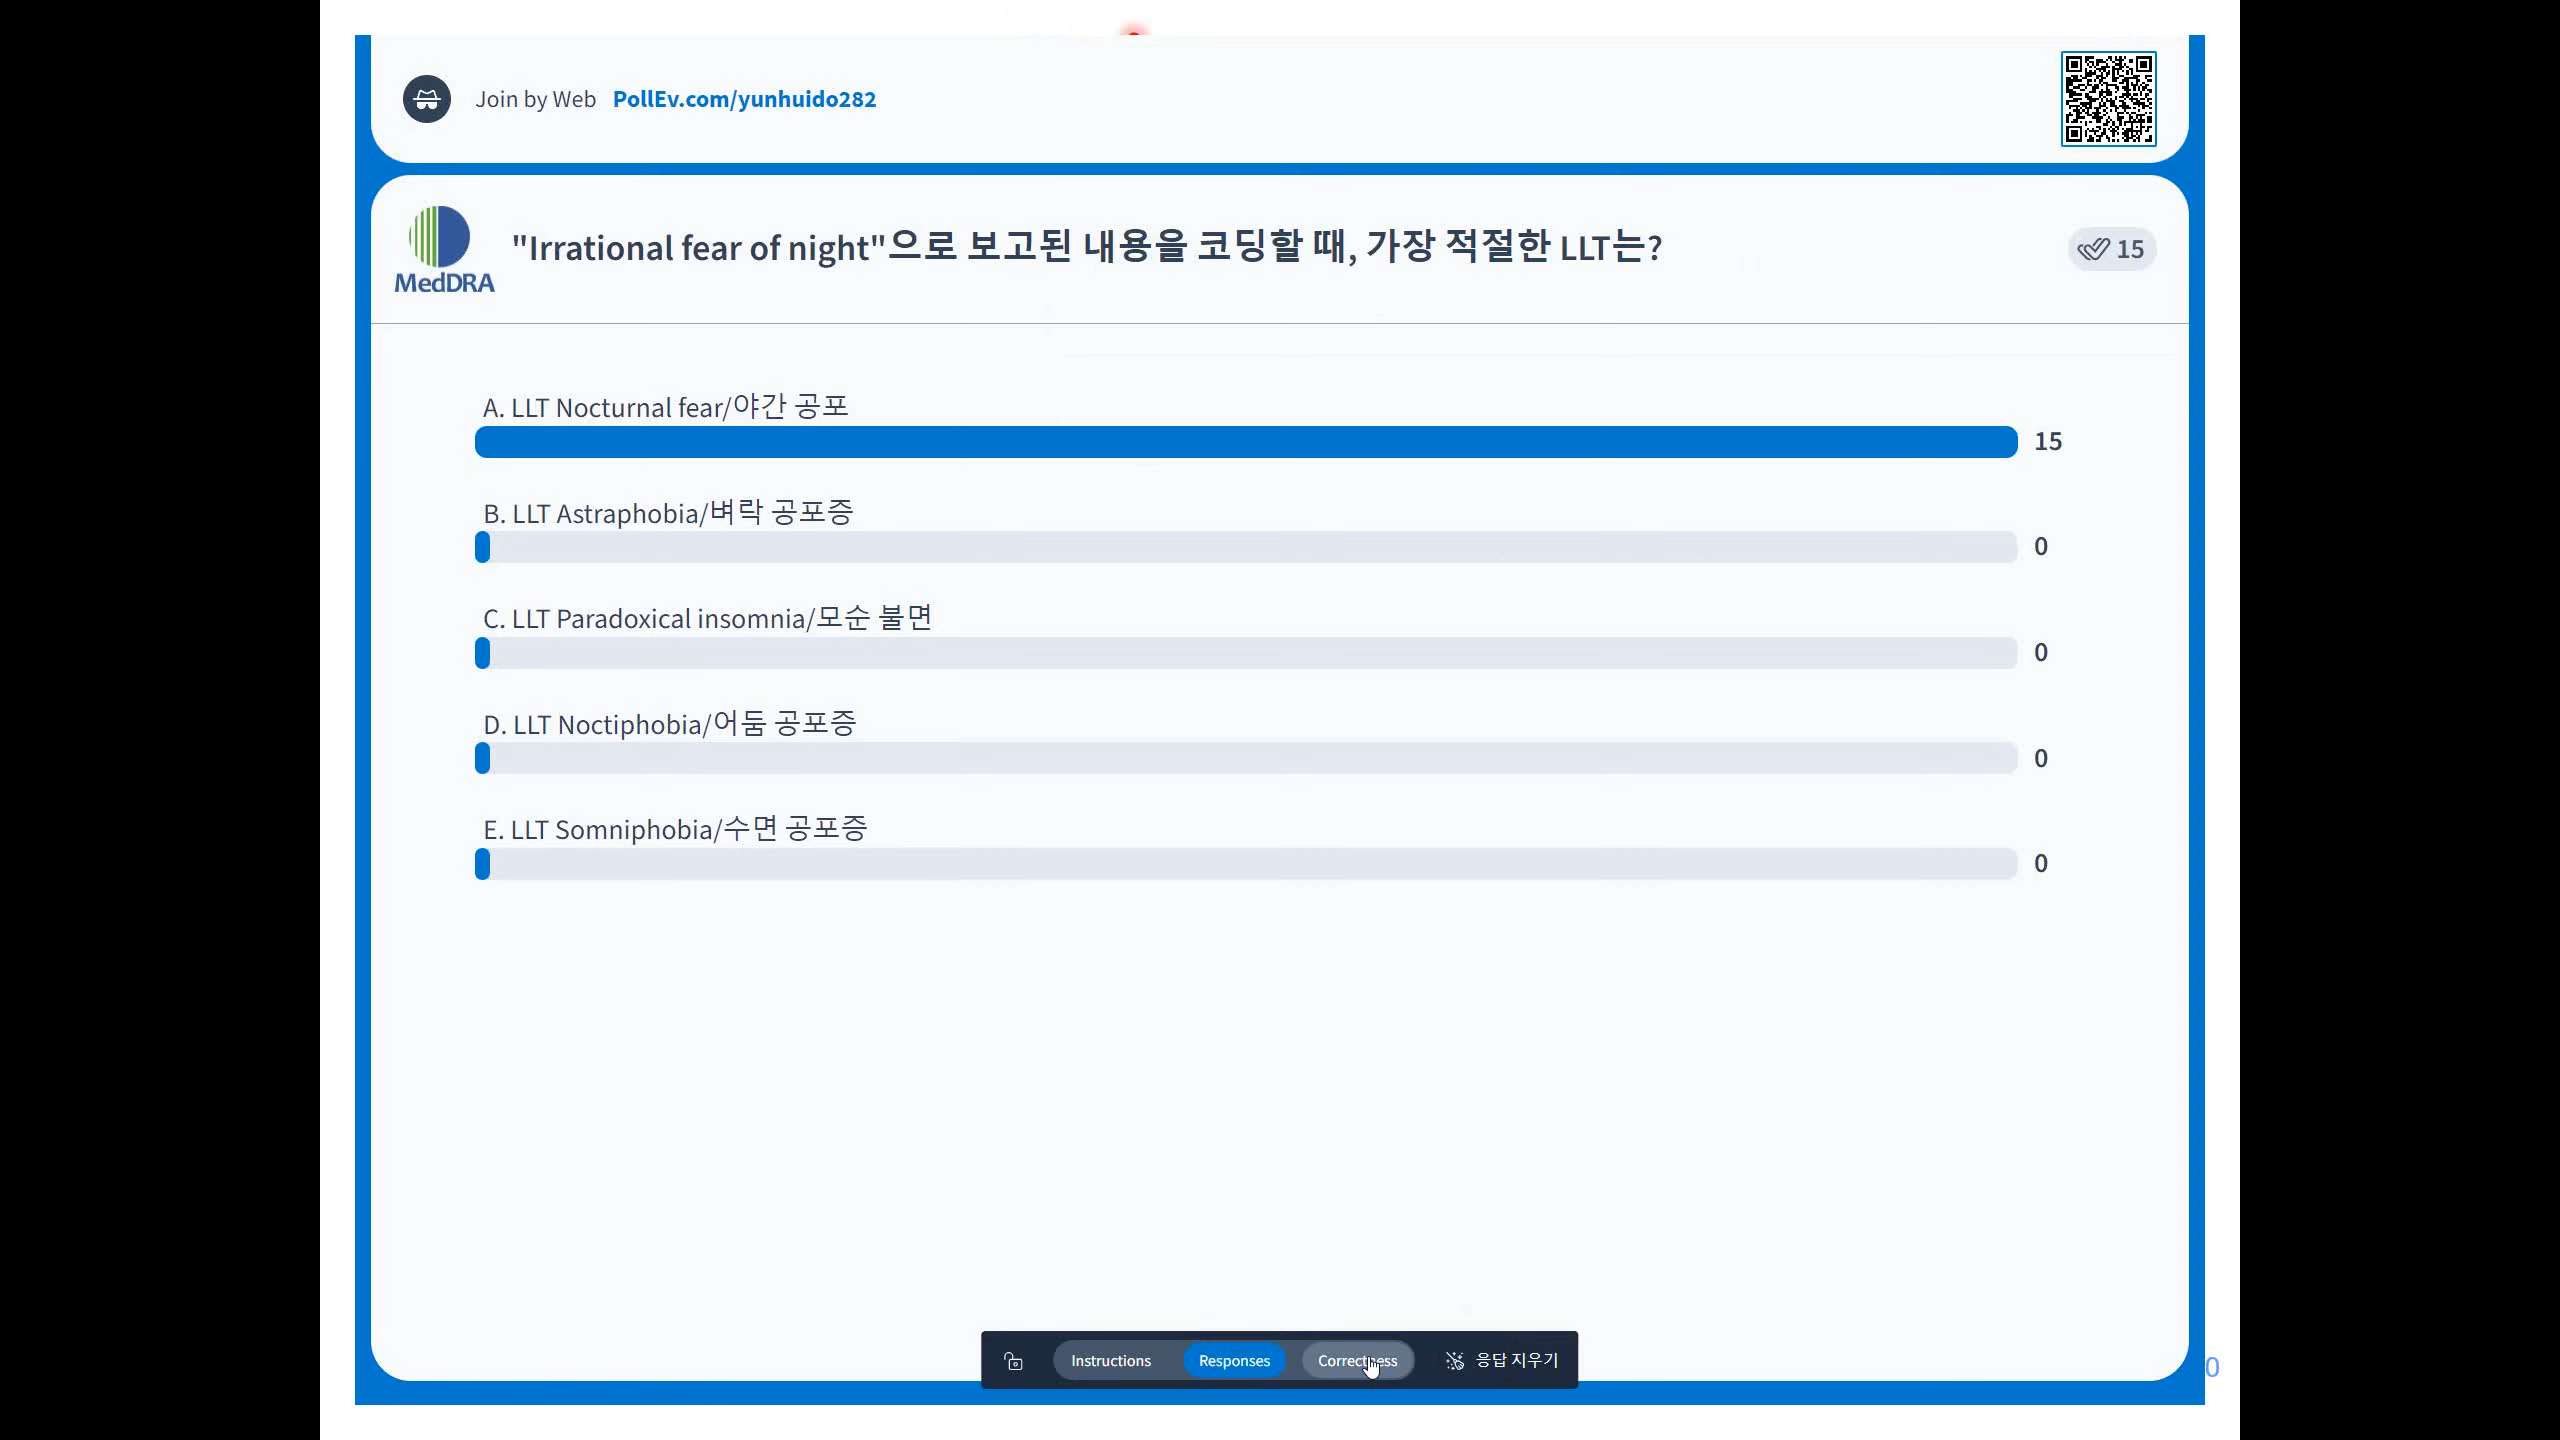 Join by Web PollEv.com/yunhuido282
MedDRA
"Irrational fear of night"으로 보고된 내용을 코딩할 때, 가장 적절한 LLT는?
15
A. LLT Nocturnal fear/야간 공포
15
B. LLT Astraphobia/벼락 공포증
0
C. LLT Paradoxical insomnia/모순 불면
0
D. LLT Noctiphobia/어둠 공포증
0
E. LLT Somniphobia/수면 공포증
0
Instructions Responses Correctness 응답 지우기
0